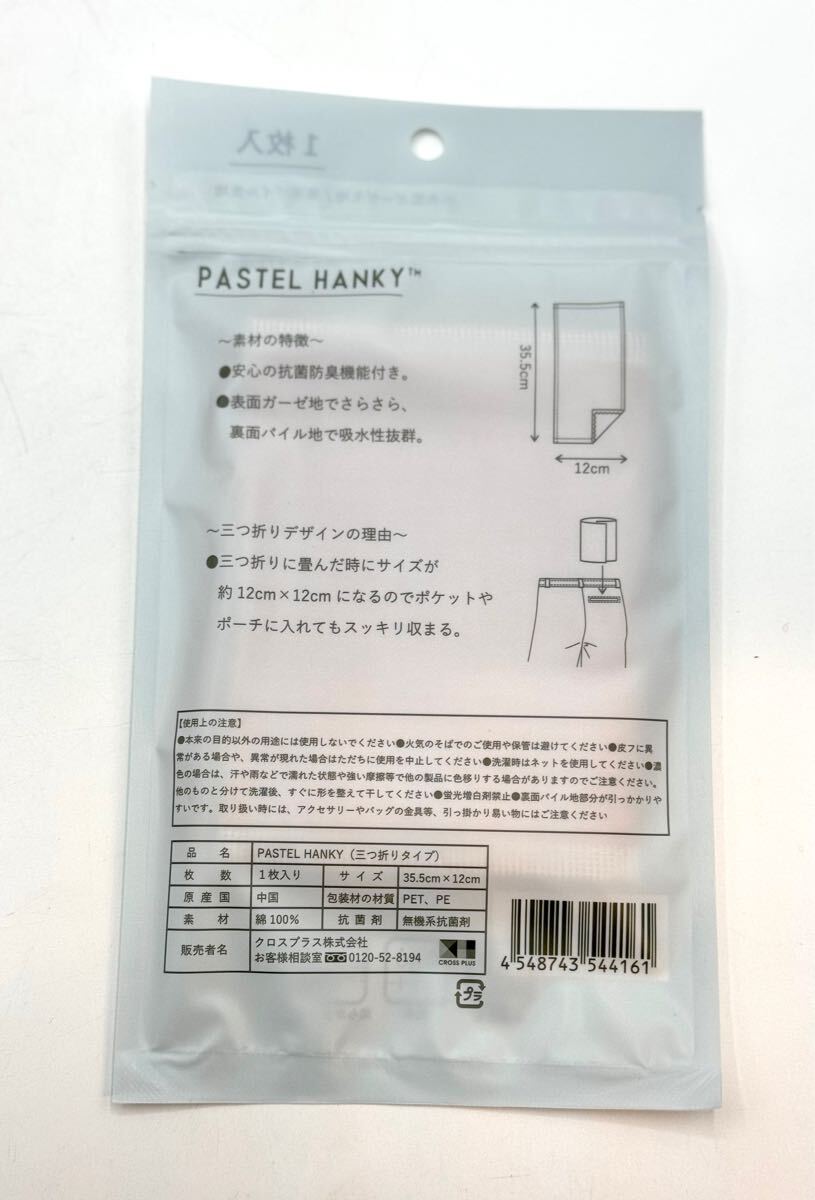 1枚入
PASTEL HANKY™
～素材の特徴～
●安心の抗菌防臭機能付き。
●表面ガーゼ地でさらさら、
裏面パイル地で吸水性抜群。
35.5cm
12cm
～三つ折りデザインの理由～
●三つ折りに畳んだ時にサイズが
約12cm×12cmになるのでポケットや
ポーチに入れてもスッキリ収まる。
【使用上の注意】
●本来の目的以外の用途には使用しないでください●火気のそばでのご使用や保管は避けてください●皮フに異
常がある場合や、異常が現れた場合はただちに使用を中止してください●洗濯時はネットを使用してください●濃
色の場合は、汗や雨などで濡れた状態や強い摩擦等で他の製品に色移りする場合がありますのでご注意ください。
他のものと分けて洗濯後、すぐに形を整えて干してください●蛍光増白剤禁止●裏面パイル地部分が引っかかりや
すいです。取り扱い時には、アクセサリーやバッグの金具等、引っ掛かり易い物にはご注意ください
品名 PASTEL HANKY（三つ折りタイプ）
枚数 1枚入り サイズ 35.5cm×12cm
原産国 中国 包装材の材質 PET、PE
素材 綿100% 抗菌剤 無機系抗菌剤
販売者名 クロスプラス株式会社
お客様相談室 0120-52-8194
CROSS PLUS
4 548743 544161
プラ